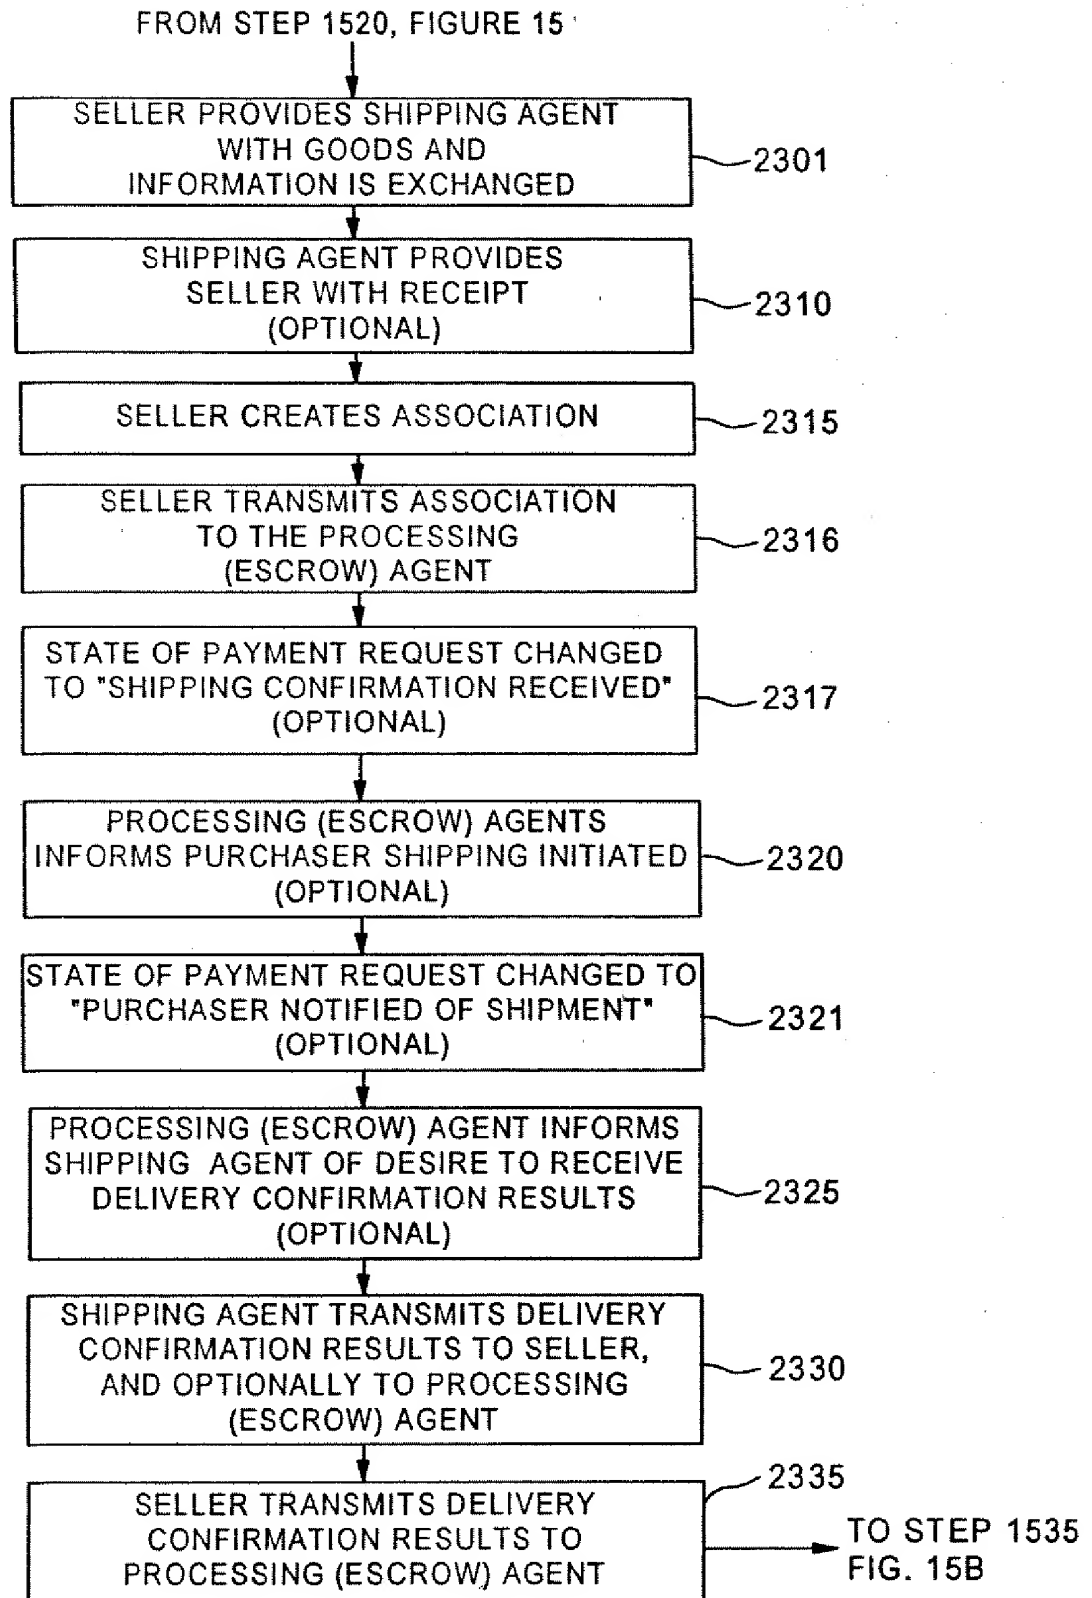 FROM STEP 1520, FIGURE 15
SELLER PROVIDES SHIPPING AGENT
WITH GOODS AND
INFORMATION IS EXCHANGED
2301
SHIPPING AGENT PROVIDES
SELLER WITH RECEIPT
(OPTIONAL)
2310
SELLER CREATES ASSOCIATION
2315
SELLER TRANSMITS ASSOCIATION
TO THE PROCESSING
(ESCROW) AGENT
2316
STATE OF PAYMENT REQUEST CHANGED
TO "SHIPPING CONFIRMATION RECEIVED"
(OPTIONAL)
2317
PROCESSING (ESCROW) AGENTS
INFORMS PURCHASER SHIPPING INITIATED
(OPTIONAL)
2320
STATE OF PAYMENT REQUEST CHANGED TO
"PURCHASER NOTIFIED OF SHIPMENT"
(OPTIONAL)
2321
PROCESSING (ESCROW) AGENT INFORMS
SHIPPING AGENT OF DESIRE TO RECEIVE
DELIVERY CONFIRMATION RESULTS
(OPTIONAL)
2325
SHIPPING AGENT TRANSMITS DELIVERY
CONFIRMATION RESULTS TO SELLER,
AND OPTIONALLY TO PROCESSING
(ESCROW) AGENT
2330
SELLER TRANSMITS DELIVERY
CONFIRMATION RESULTS TO
PROCESSING (ESCROW) AGENT
2335
TO STEP 1535
FIG. 15B